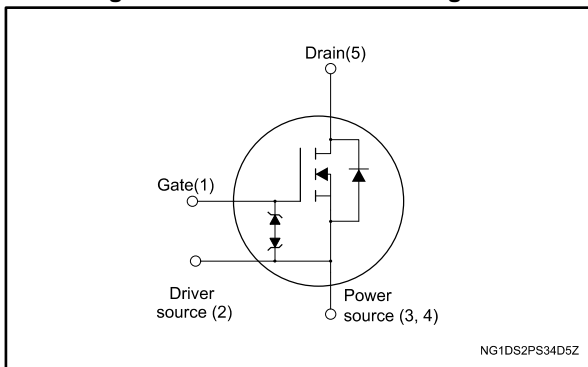 Drain(5)
Gate(1)
Driver
source (2)
Power
source (3, 4)
NG1DS2PS34D5Z